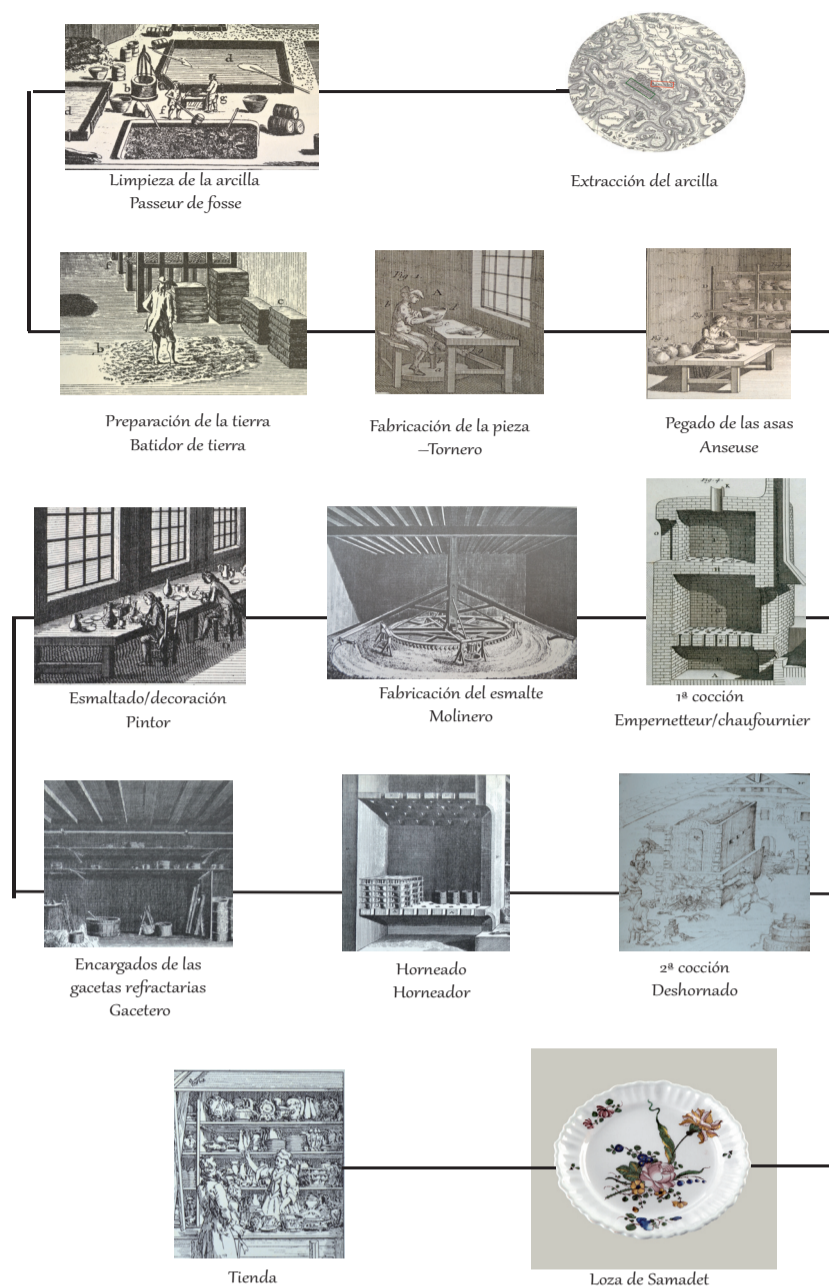 Limpieza de la arcilla
Passeur de fosse
Extracción del arcilla
Preparación de la tierra
Batidor de tierra
Fabricación de la pieza
–Tornero
Pegado de las asas
Anseuse
Esmaltado/decoración
Pintor
Fabricación del esmalte
Molinero
1ª cocción
Empernetteur/chaufournier
Encargados de las
gacetas refractarias
Gacetero
Horneado
Horneador
2ª cocción
Deshornado
Tienda
Loza de Samadet